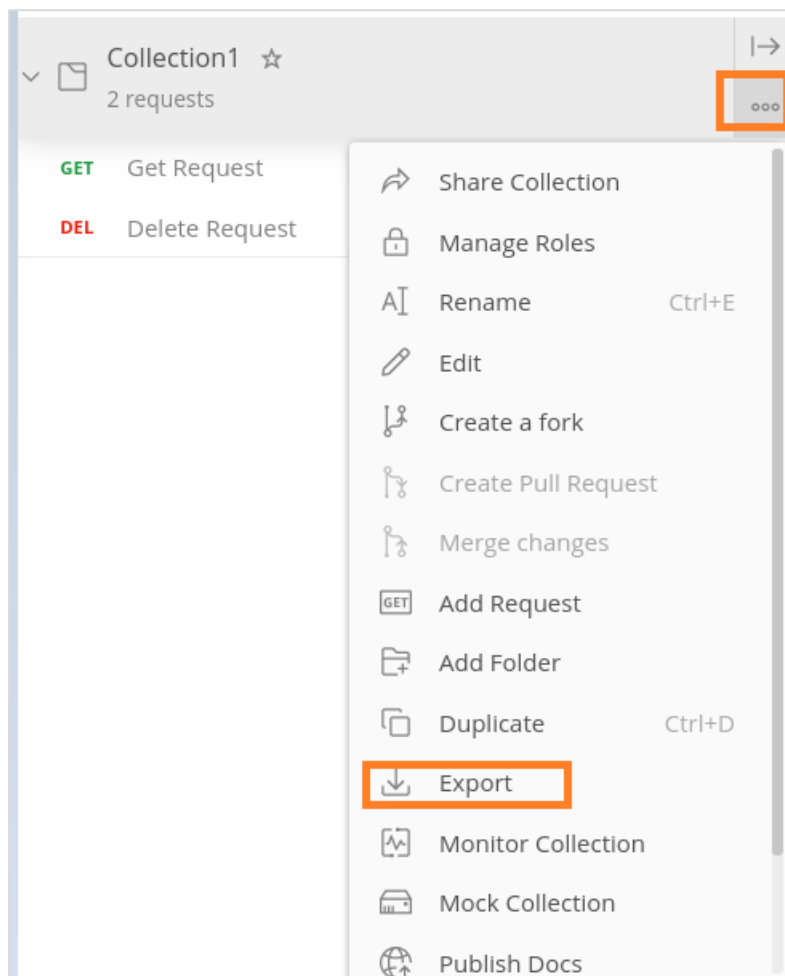 Collection1
2 requests
GET Get Request
DEL Delete Request
Share Collection
Manage Roles
Rename Ctrl+E
Edit
Create a fork
Create Pull Request
Merge changes
GET Add Request
Add Folder
Duplicate Ctrl+D
Export
Monitor Collection
Mock Collection
Publish Docs